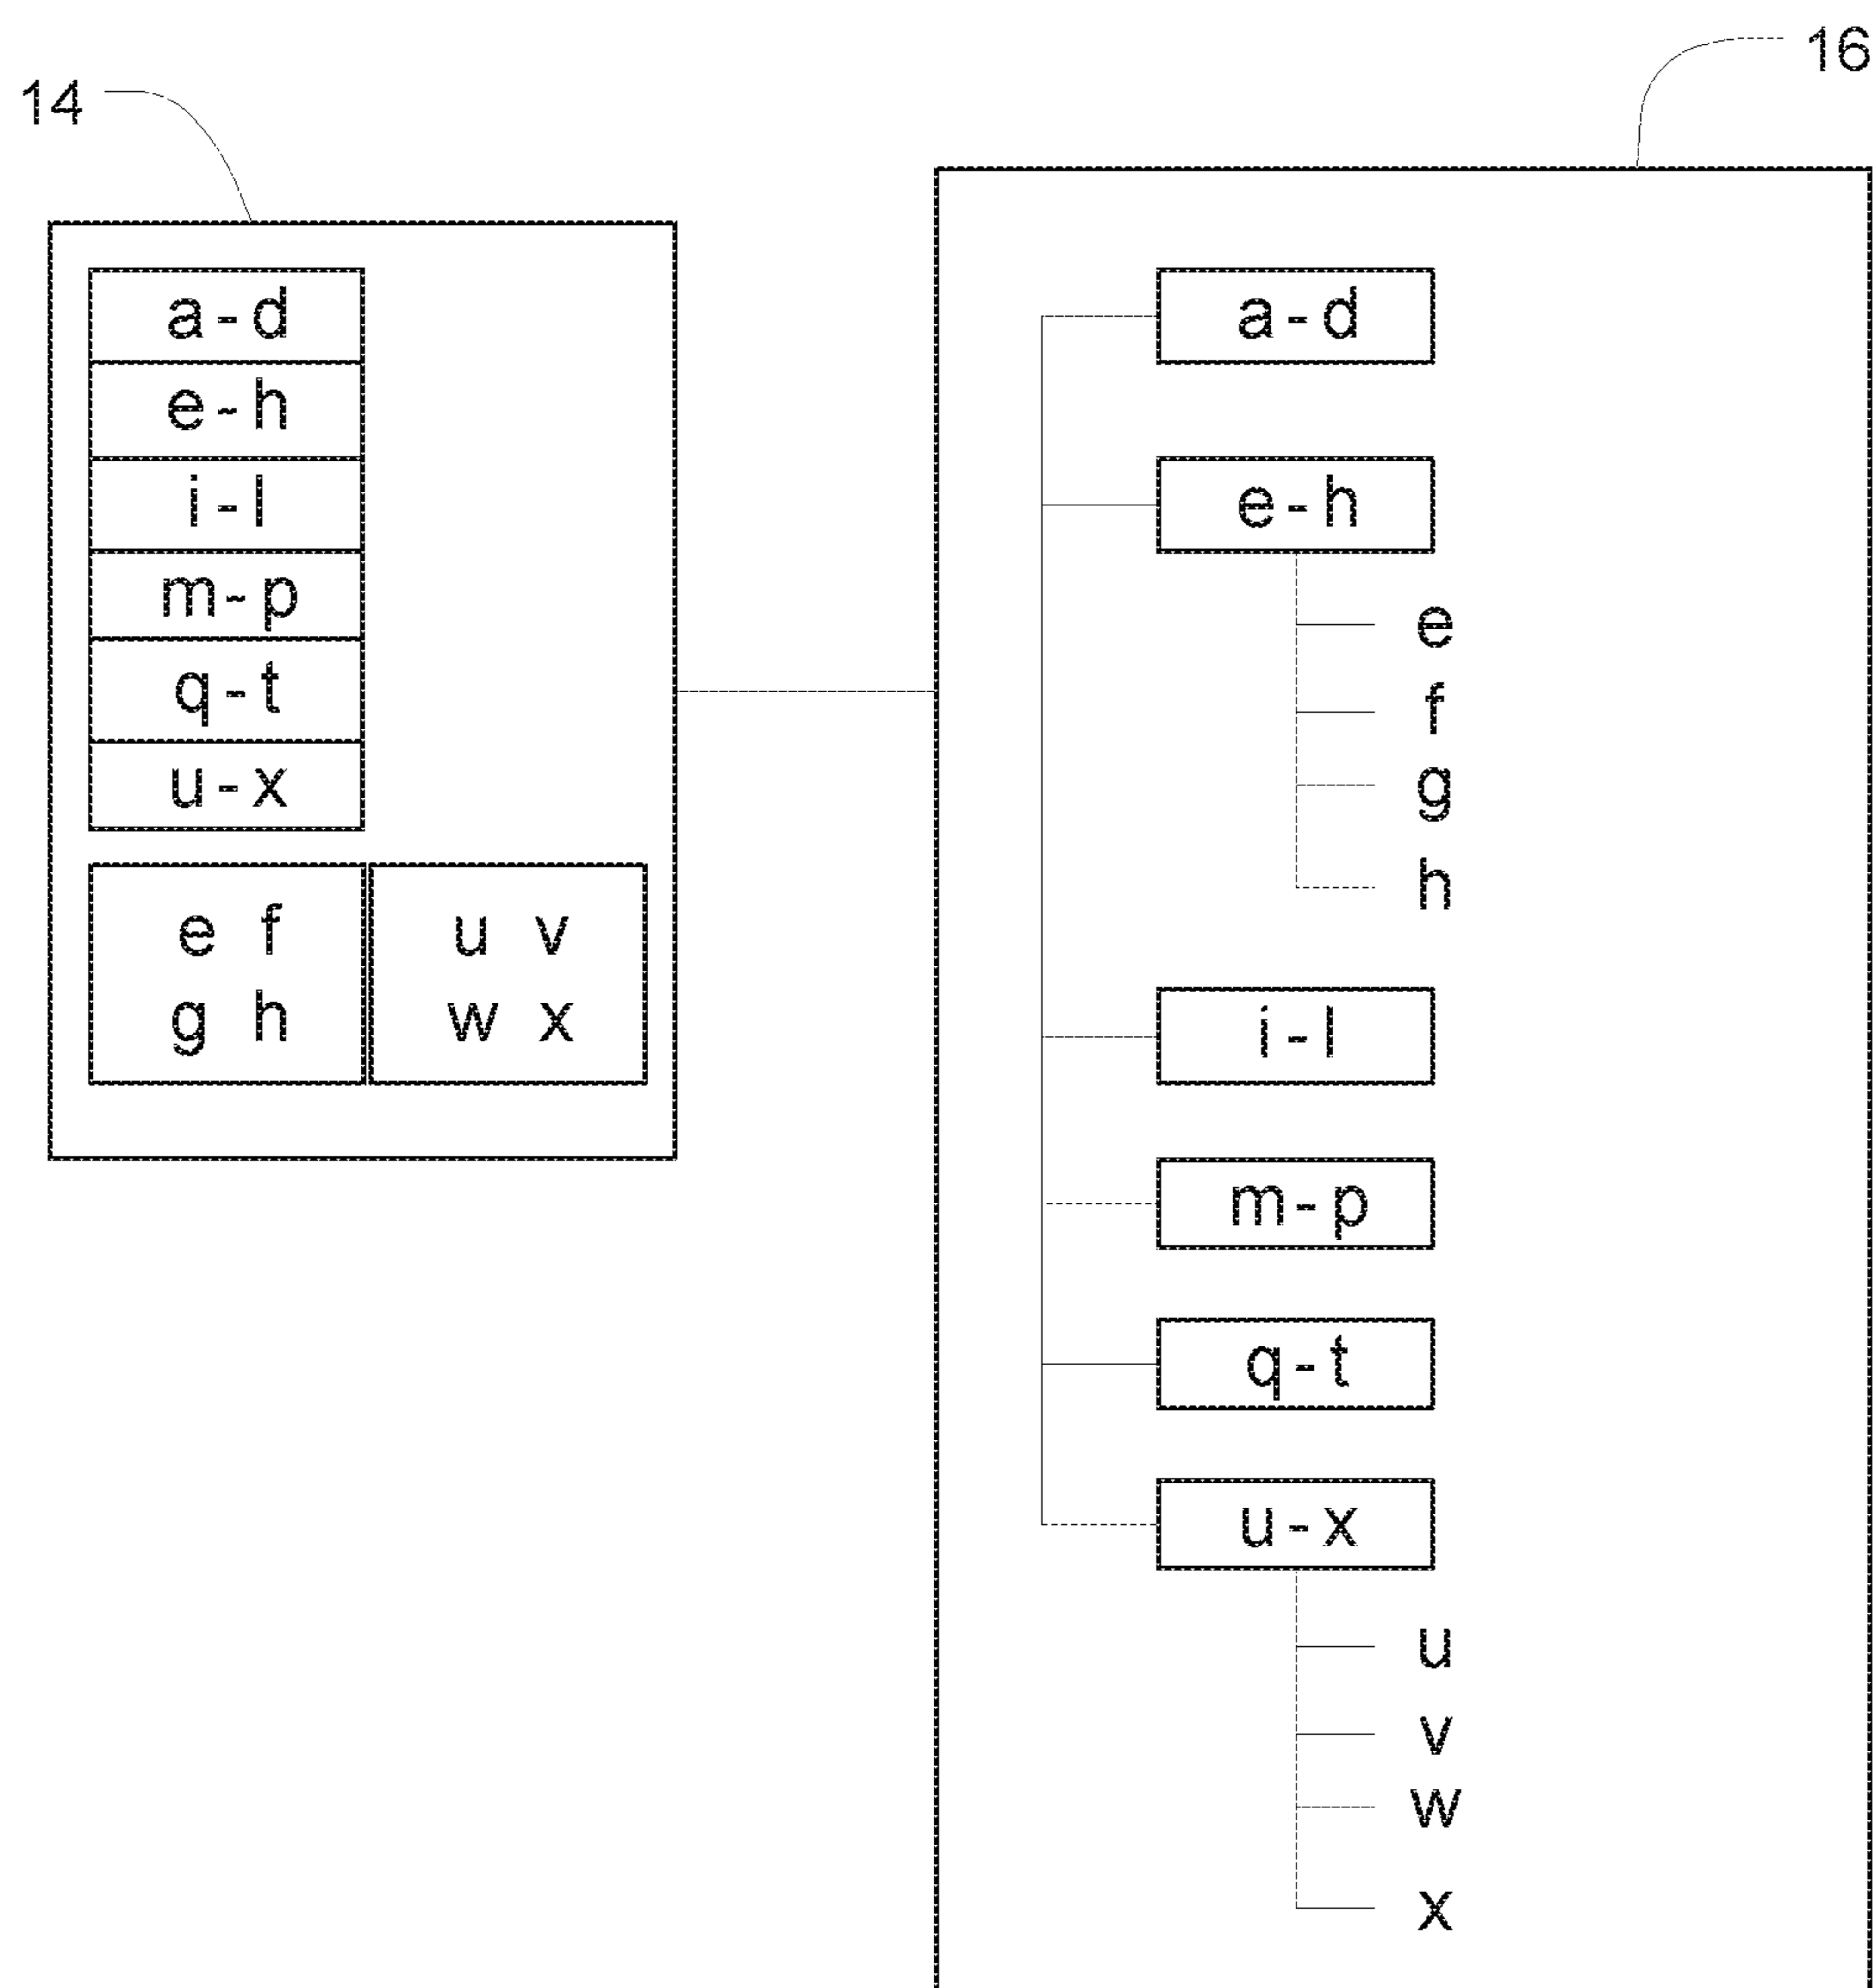 16
14
a-d
e-h
i-l
m-p
q-t
u-x
e f
g h
u v
w x
a-d
e-h
e
f
g
h
i-l
m-p
q-t
u-x
u
v
w
x